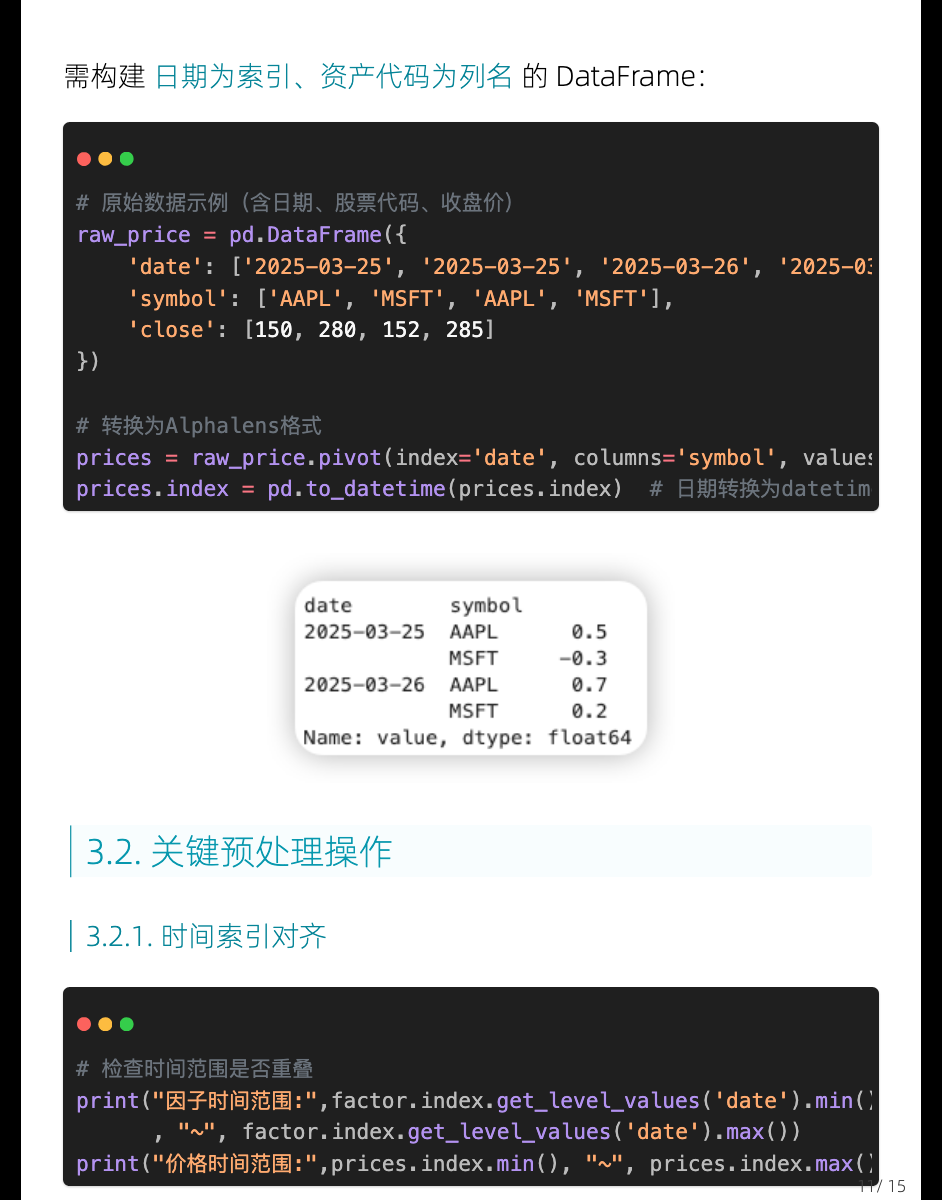 需构建 日期为索引、资产代码为列名 的 DataFrame：
# 原始数据示例（含日期、股票代码、收盘价）
raw_price = pd.DataFrame({
    'date': ['2025-03-25', '2025-03-25', '2025-03-26', '2025-03
    'symbol': ['AAPL', 'MSFT', 'AAPL', 'MSFT'],
    'close': [150, 280, 152, 285]
})
# 转换为Alphalens格式
prices = raw_price.pivot(index='date', columns='symbol', values
prices.index = pd.to_datetime(prices.index)  # 日期转换为datetim
date        symbol
2025-03-25  AAPL      0.5
            MSFT     -0.3
2025-03-26  AAPL      0.7
            MSFT      0.2
Name: value, dtype: float64
3.2. 关键预处理操作
3.2.1. 时间索引对齐
# 检查时间范围是否重叠
print("因子时间范围:",factor.index.get_level_values('date').min()
      , "~", factor.index.get_level_values('date').max())
print("价格时间范围:",prices.index.min(), "~", prices.index.max()
11 / 15